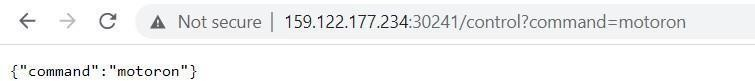 Not secure | 159.122.177.234:30241/control?command=motoron
{"command":"motoron"}